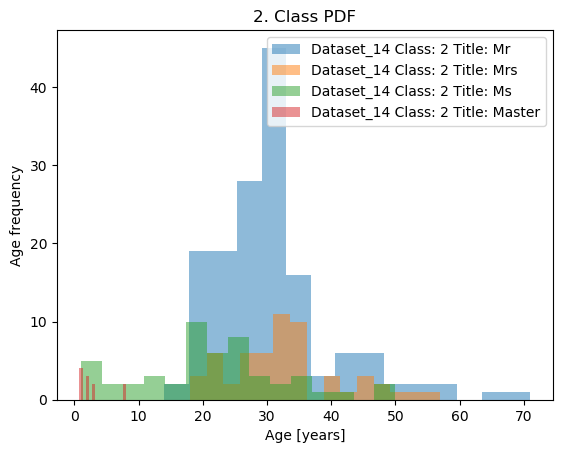 2. Class PDF
Dataset_14 Class: 2 Title: Mr
Dataset_14 Class: 2 Title: Mrs
Dataset_14 Class: 2 Title: Ms
Dataset_14 Class: 2 Title: Master
Age frequency
40
30
20
10
0
0 10 20 30 40 50 60 70
Age [years]